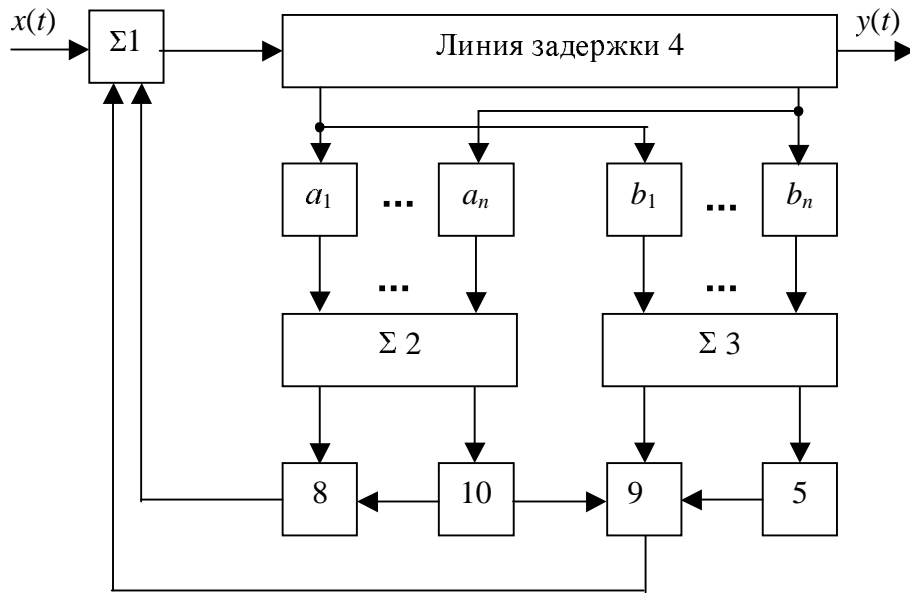 x(t) Σ1 Линия задержки 4 y(t)
a₁ ... aₙ b₁ ... bₙ
... ...
Σ 2 Σ 3
8 10 9 5